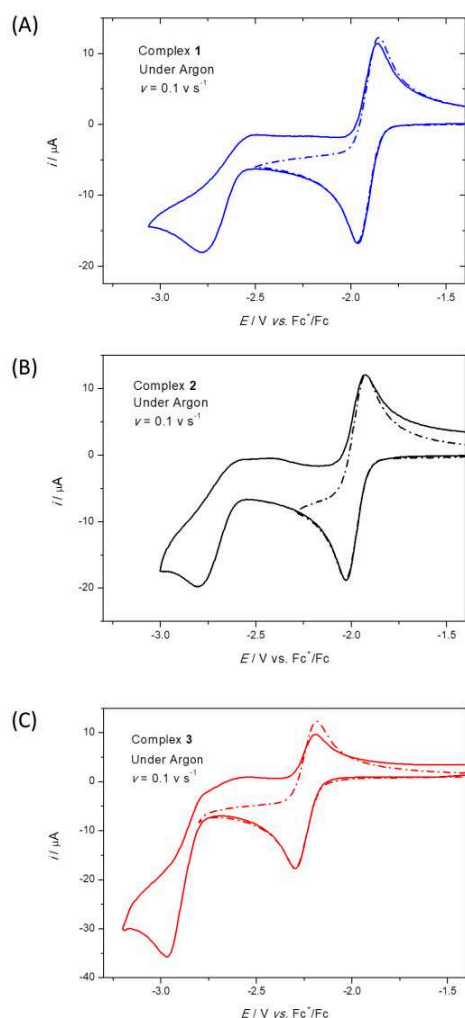 (A)
Complex 1
Under Argon
ν = 0.1 v s⁻¹
10
0
-10
-20
i / μA
-3.0 -2.5 -2.0 -1.5
E / V vs. Fc⁺/Fc
(B)
Complex 2
Under Argon
ν = 0.1 v s⁻¹
10
0
-10
-20
i / μA
-3.0 -2.5 -2.0 -1.5
E / V vs. Fc⁺/Fc
(C)
Complex 3
Under Argon
ν = 0.1 v s⁻¹
10
0
-10
-20
-30
-40
i / μA
-3.0 -2.5 -2.0 -1.5
E / V vs. Fc⁺/Fc